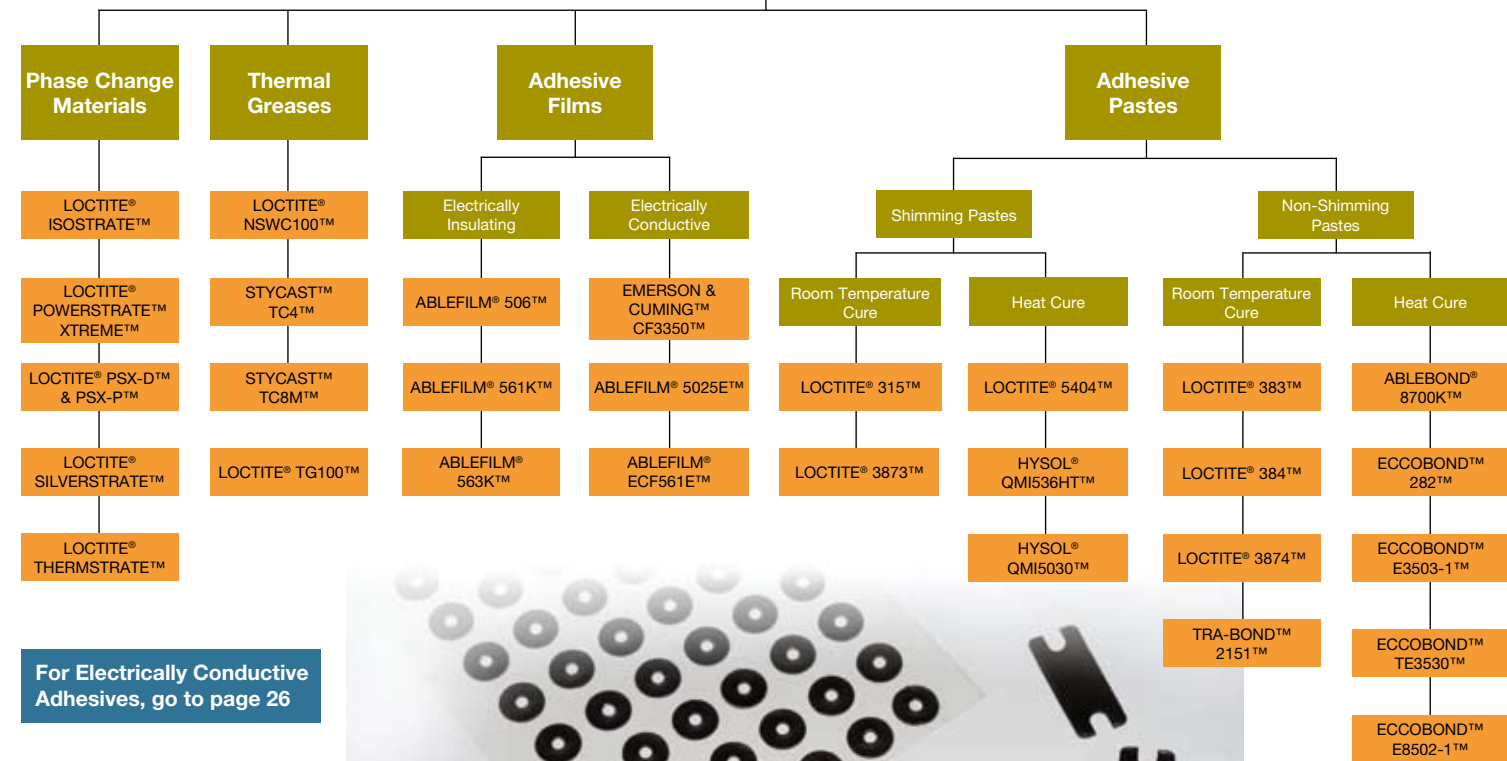 Phase Change
Materials
Thermal
Greases
Adhesive
Films
Adhesive
Pastes
LOCTITE®
ISOSTRATE™
LOCTITE®
POWERSTRATE™
XTREME™
LOCTITE® PSX-D™
& PSX-P™
LOCTITE®
SILVERSTRATE™
LOCTITE®
THERMSTRATE™
LOCTITE®
NSWC100™
STYCAST™
TC4™
STYCAST™
TC8M™
LOCTITE® TG100™
Electrically
Insulating
ABLEFILM® 506™
ABLEFILM® 561K™
ABLEFILM®
563K™
Electrically
Conductive
EMERSON &
CUMING™
CF3350™
ABLEFILM® 5025E™
ABLEFILM®
ECF561E™
Shimming Pastes
Room Temperature
Cure
LOCTITE® 315™
LOCTITE® 3873™
Heat Cure
LOCTITE® 5404™
HYSOL®
QMI536HT™
HYSOL®
QMI5030™
Non-Shimming
Pastes
Room Temperature
Cure
LOCTITE® 383™
LOCTITE® 384™
LOCTITE® 3874™
TRA-BOND™
2151™
Heat Cure
ABLEBOND®
8700K™
ECCOBOND™
282™
ECCOBOND™
E3503-1™
ECCOBOND™
TE3530™
ECCOBOND™
E8502-1™
For Electrically Conductive
Adhesives, go to page 26